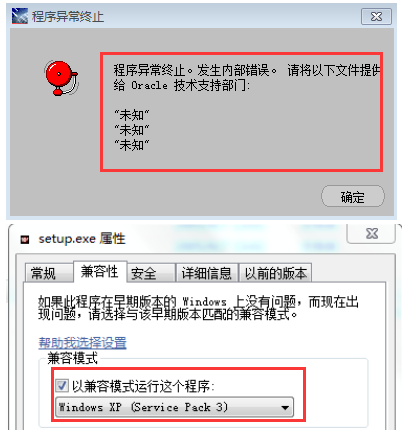 程序异常终止
程序异常终止。发生内部错误。 请将以下文件提供
给 Oracle 技术支持部门:
"未知"
"未知"
"未知"
确定
setup.exe 属性
常规 兼容性 安全 详细信息 以前的版本
如果此程序在早期版本的 Windows 上没有问题，而现在出
现问题，请选择与该早期版本匹配的兼容模式。
帮助我选择设置
兼容模式
以兼容模式运行这个程序:
Windows XP (Service Pack 3)